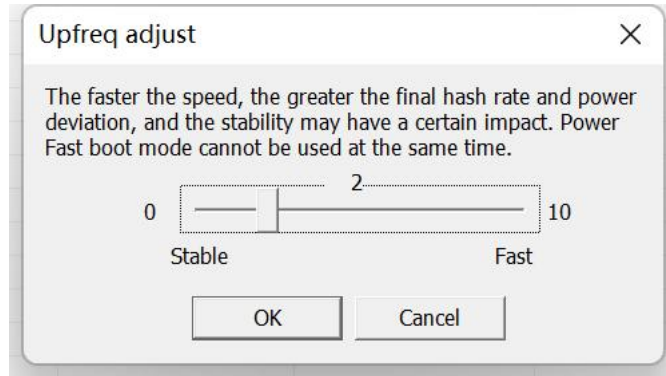 Upfreq adjust
The faster the speed, the greater the final hash rate and power
deviation, and the stability may have a certain impact. Power
Fast boot mode cannot be used at the same time.
2
0 10
Stable Fast
OK Cancel